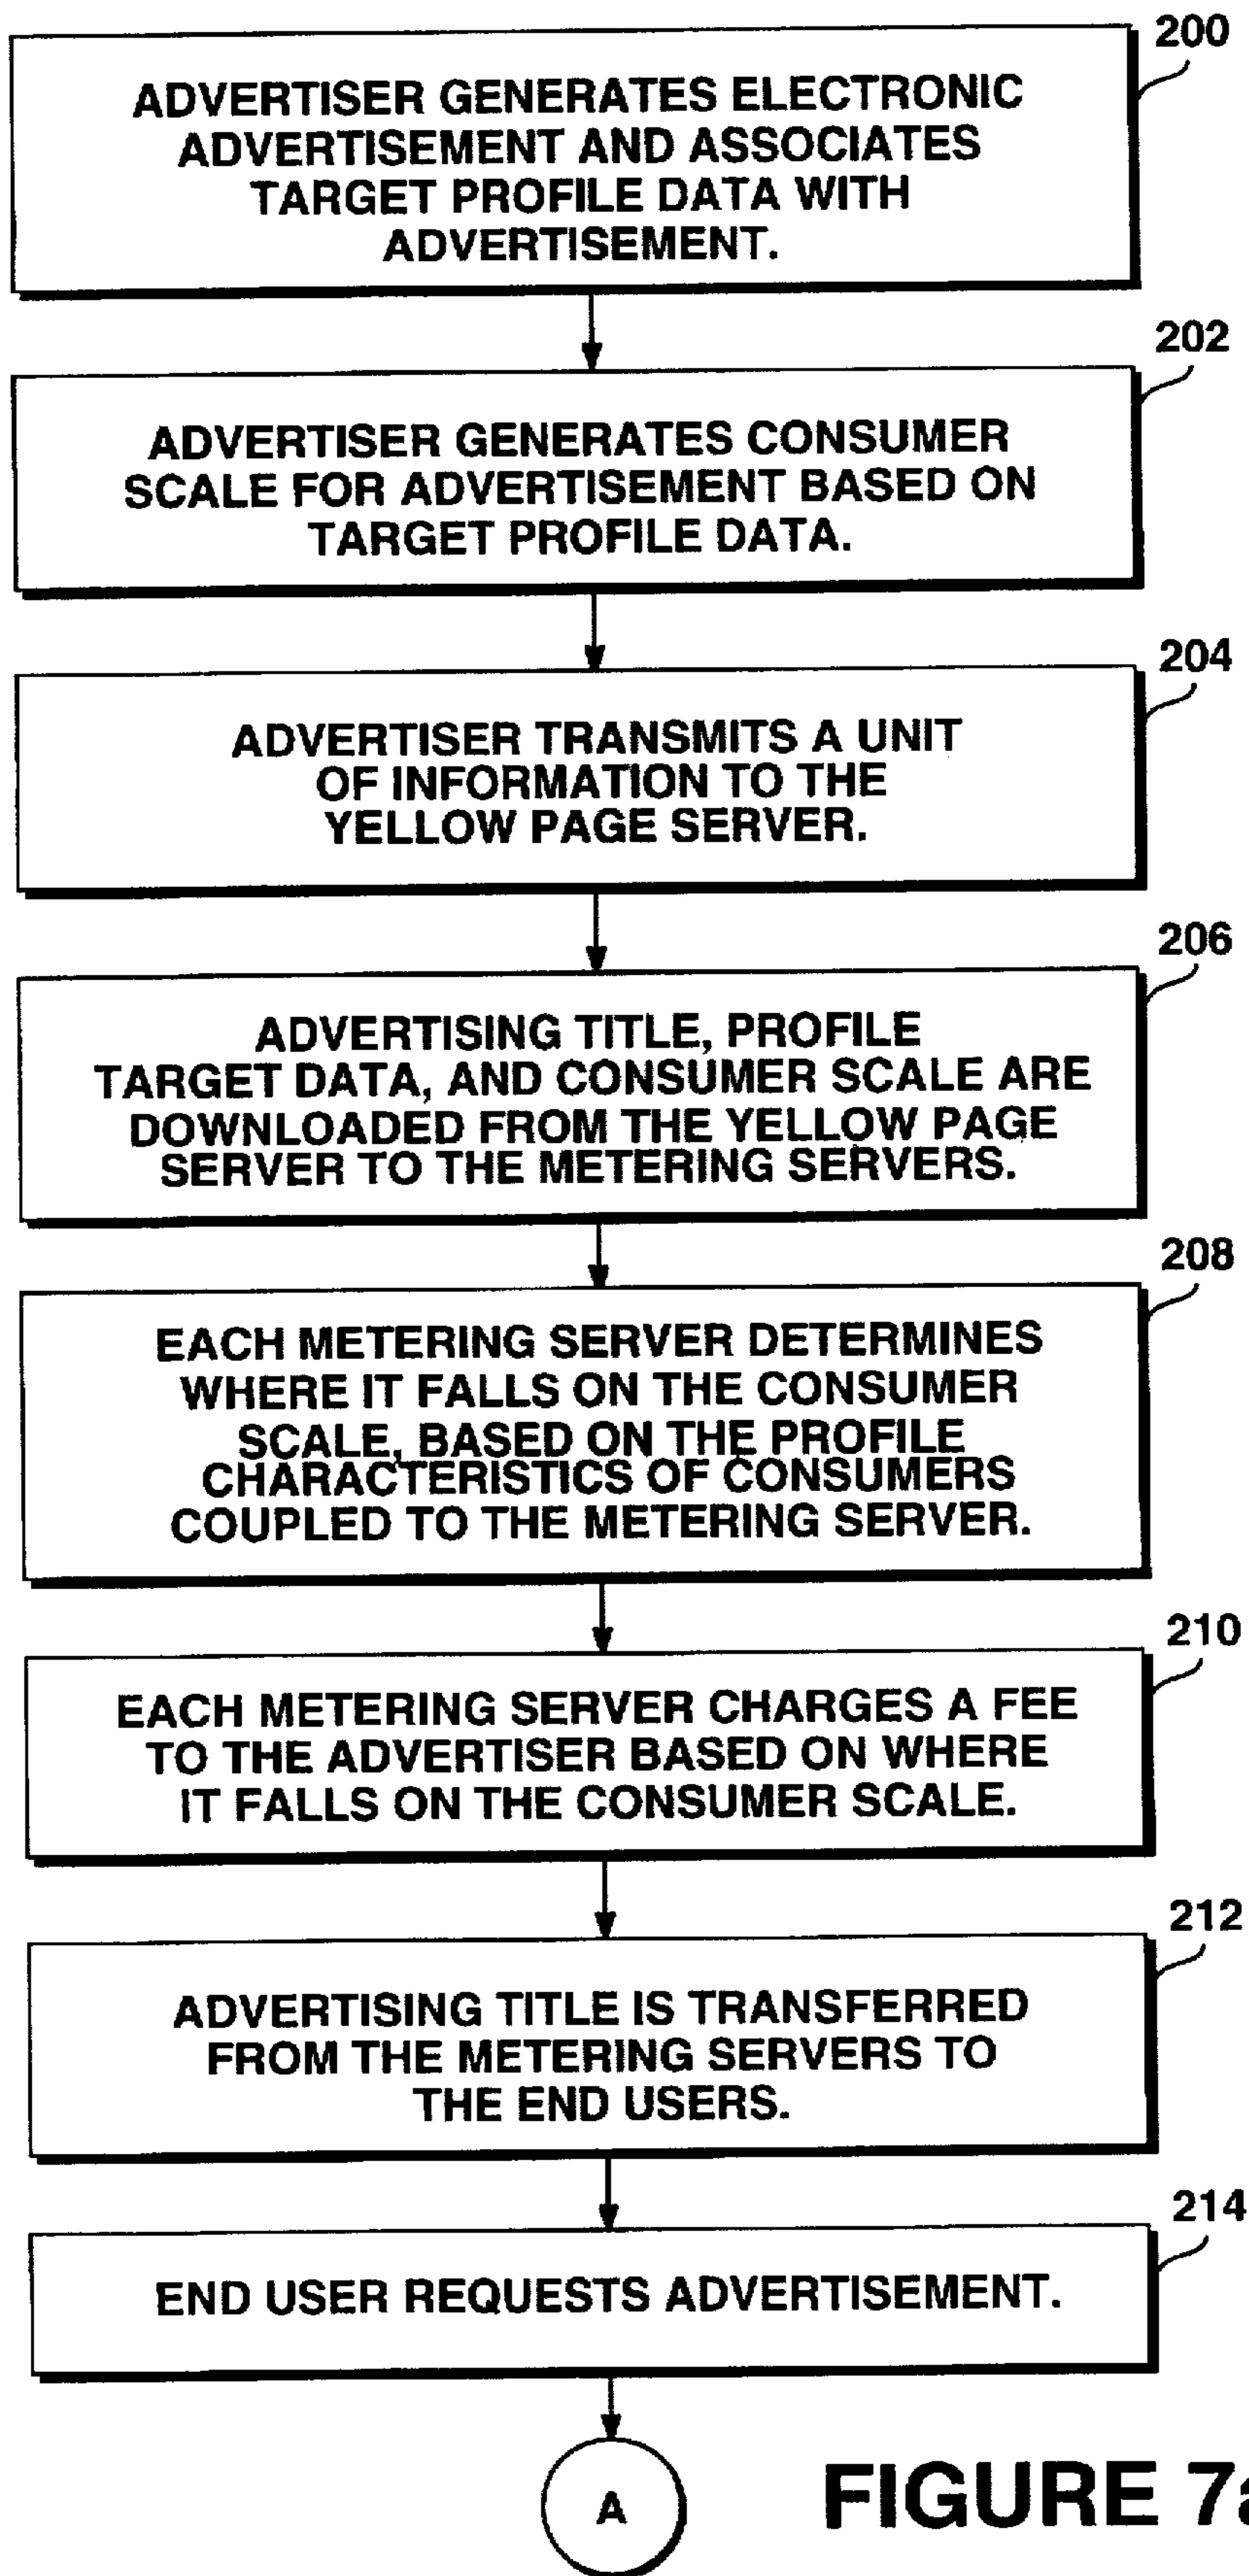 200
ADVERTISER GENERATES ELECTRONIC
ADVERTISEMENT AND ASSOCIATES
TARGET PROFILE DATA WITH
ADVERTISEMENT.
202
ADVERTISER GENERATES CONSUMER
SCALE FOR ADVERTISEMENT BASED ON
TARGET PROFILE DATA.
204
ADVERTISER TRANSMITS A UNIT
OF INFORMATION TO THE
YELLOW PAGE SERVER.
206
ADVERTISING TITLE, PROFILE
TARGET DATA, AND CONSUMER SCALE ARE
DOWNLOADED FROM THE YELLOW PAGE
SERVER TO THE METERING SERVERS.
208
EACH METERING SERVER DETERMINES
WHERE IT FALLS ON THE CONSUMER
SCALE, BASED ON THE PROFILE
CHARACTERISTICS OF CONSUMERS
COUPLED TO THE METERING SERVER.
210
EACH METERING SERVER CHARGES A FEE
TO THE ADVERTISER BASED ON WHERE
IT FALLS ON THE CONSUMER SCALE.
212
ADVERTISING TITLE IS TRANSFERRED
FROM THE METERING SERVERS TO
THE END USERS.
214
END USER REQUESTS ADVERTISEMENT.
A
FIGURE 7a